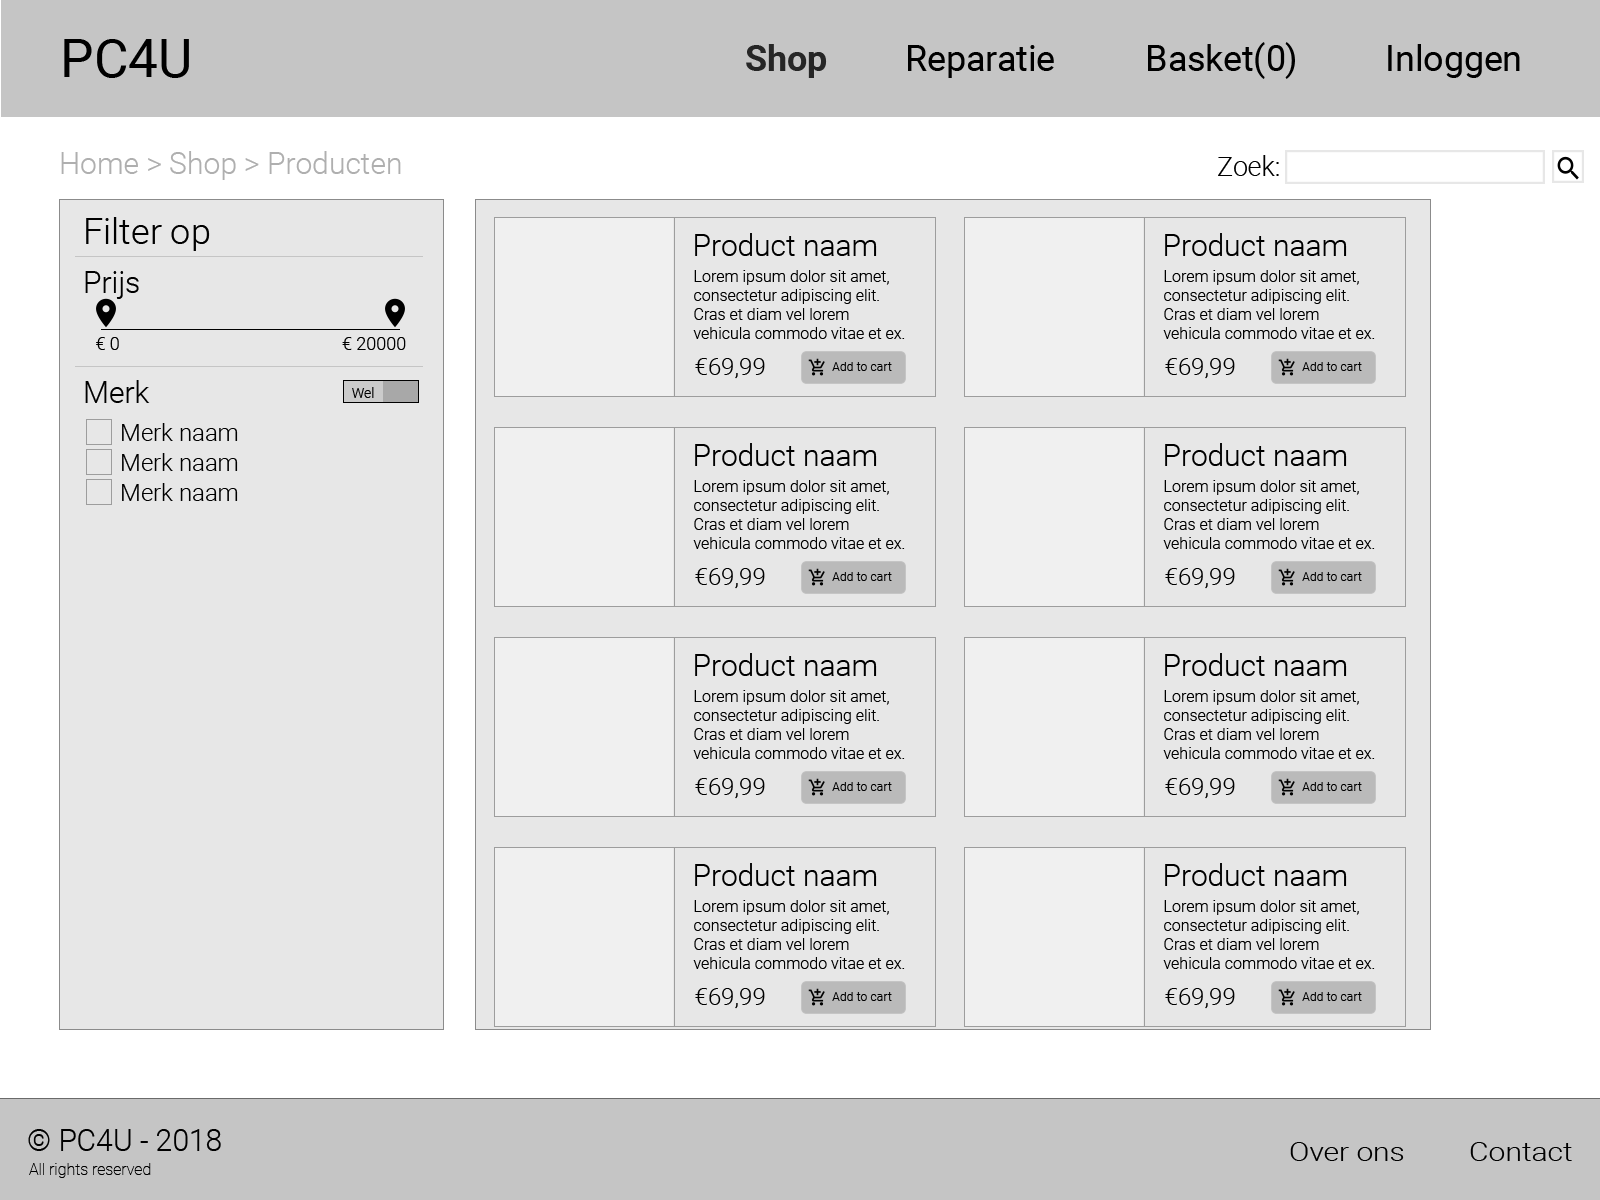 PC4U
Shop Reparatie Basket(0) Inloggen
Home > Shop > Producten
Zoek:
Filter op
Prijs
€ 0 € 20000
Merk Wel
Merk naam
Merk naam
Merk naam
Product naam
Lorem ipsum dolor sit amet,
consectetur adipiscing elit.
Cras et diam vel lorem
vehicula commodo vitae et ex.
€69,99 Add to cart
Product naam
Lorem ipsum dolor sit amet,
consectetur adipiscing elit.
Cras et diam vel lorem
vehicula commodo vitae et ex.
€69,99 Add to cart
Product naam
Lorem ipsum dolor sit amet,
consectetur adipiscing elit.
Cras et diam vel lorem
vehicula commodo vitae et ex.
€69,99 Add to cart
Product naam
Lorem ipsum dolor sit amet,
consectetur adipiscing elit.
Cras et diam vel lorem
vehicula commodo vitae et ex.
€69,99 Add to cart
Product naam
Lorem ipsum dolor sit amet,
consectetur adipiscing elit.
Cras et diam vel lorem
vehicula commodo vitae et ex.
€69,99 Add to cart
Product naam
Lorem ipsum dolor sit amet,
consectetur adipiscing elit.
Cras et diam vel lorem
vehicula commodo vitae et ex.
€69,99 Add to cart
Product naam
Lorem ipsum dolor sit amet,
consectetur adipiscing elit.
Cras et diam vel lorem
vehicula commodo vitae et ex.
€69,99 Add to cart
Product naam
Lorem ipsum dolor sit amet,
consectetur adipiscing elit.
Cras et diam vel lorem
vehicula commodo vitae et ex.
€69,99 Add to cart
© PC4U - 2018
All rights reserved
Over ons Contact